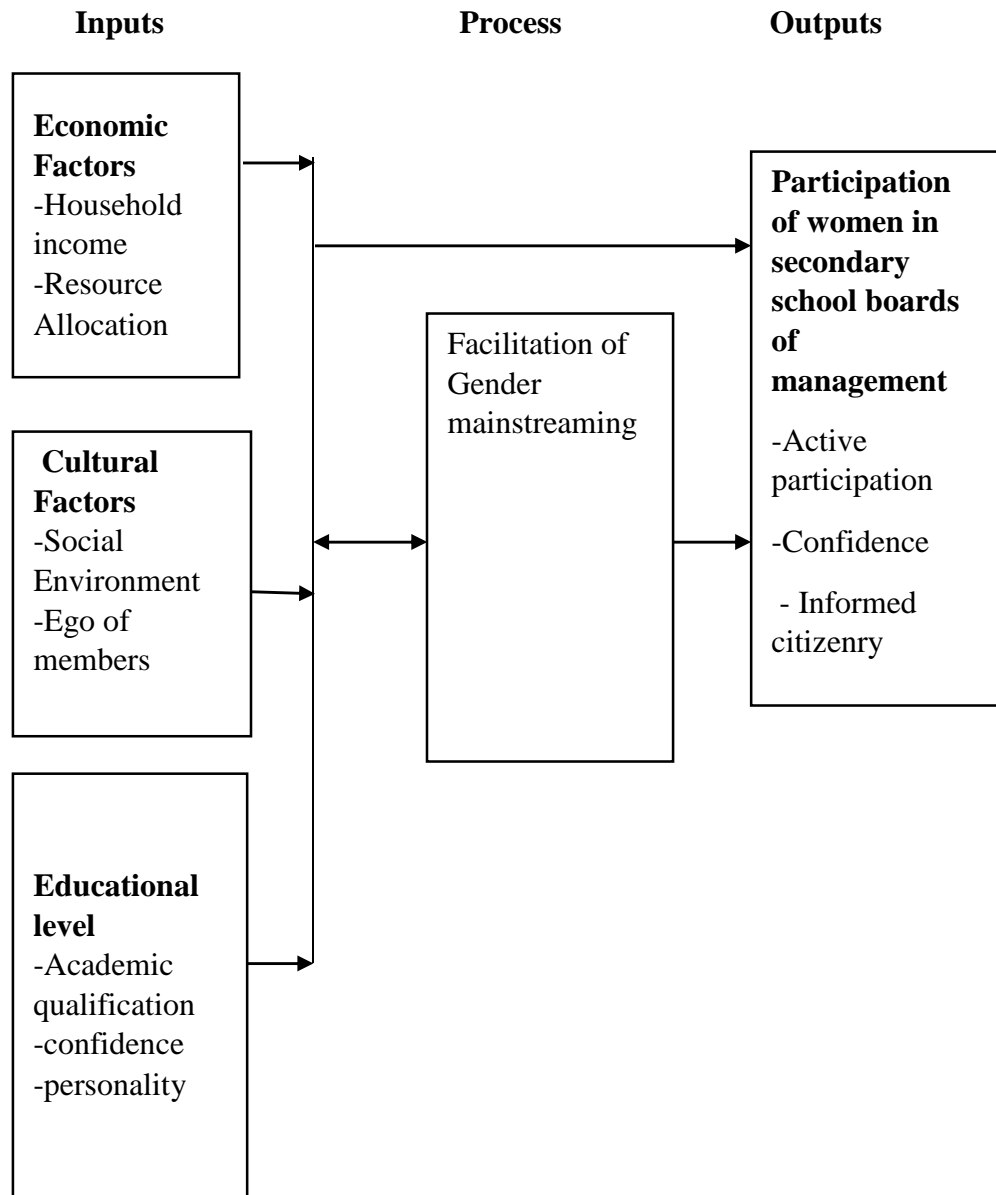 Inputs
Process
Outputs
Economic
Factors
-Household
income
-Resource
Allocation
Cultural
Factors
-Social
Environment
-Ego of
members
Educational
level
-Academic
qualification
-confidence
-personality
Facilitation of
Gender
mainstreaming
Participation
of women in
secondary
school boards
of
management
-Active
participation
-Confidence
- Informed
citizenry